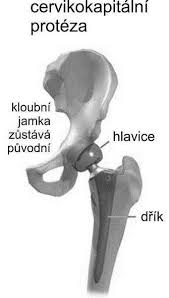 cervikokapitální
protéza
kloubní
jamka
zůstává
původní
hlavice
dřík